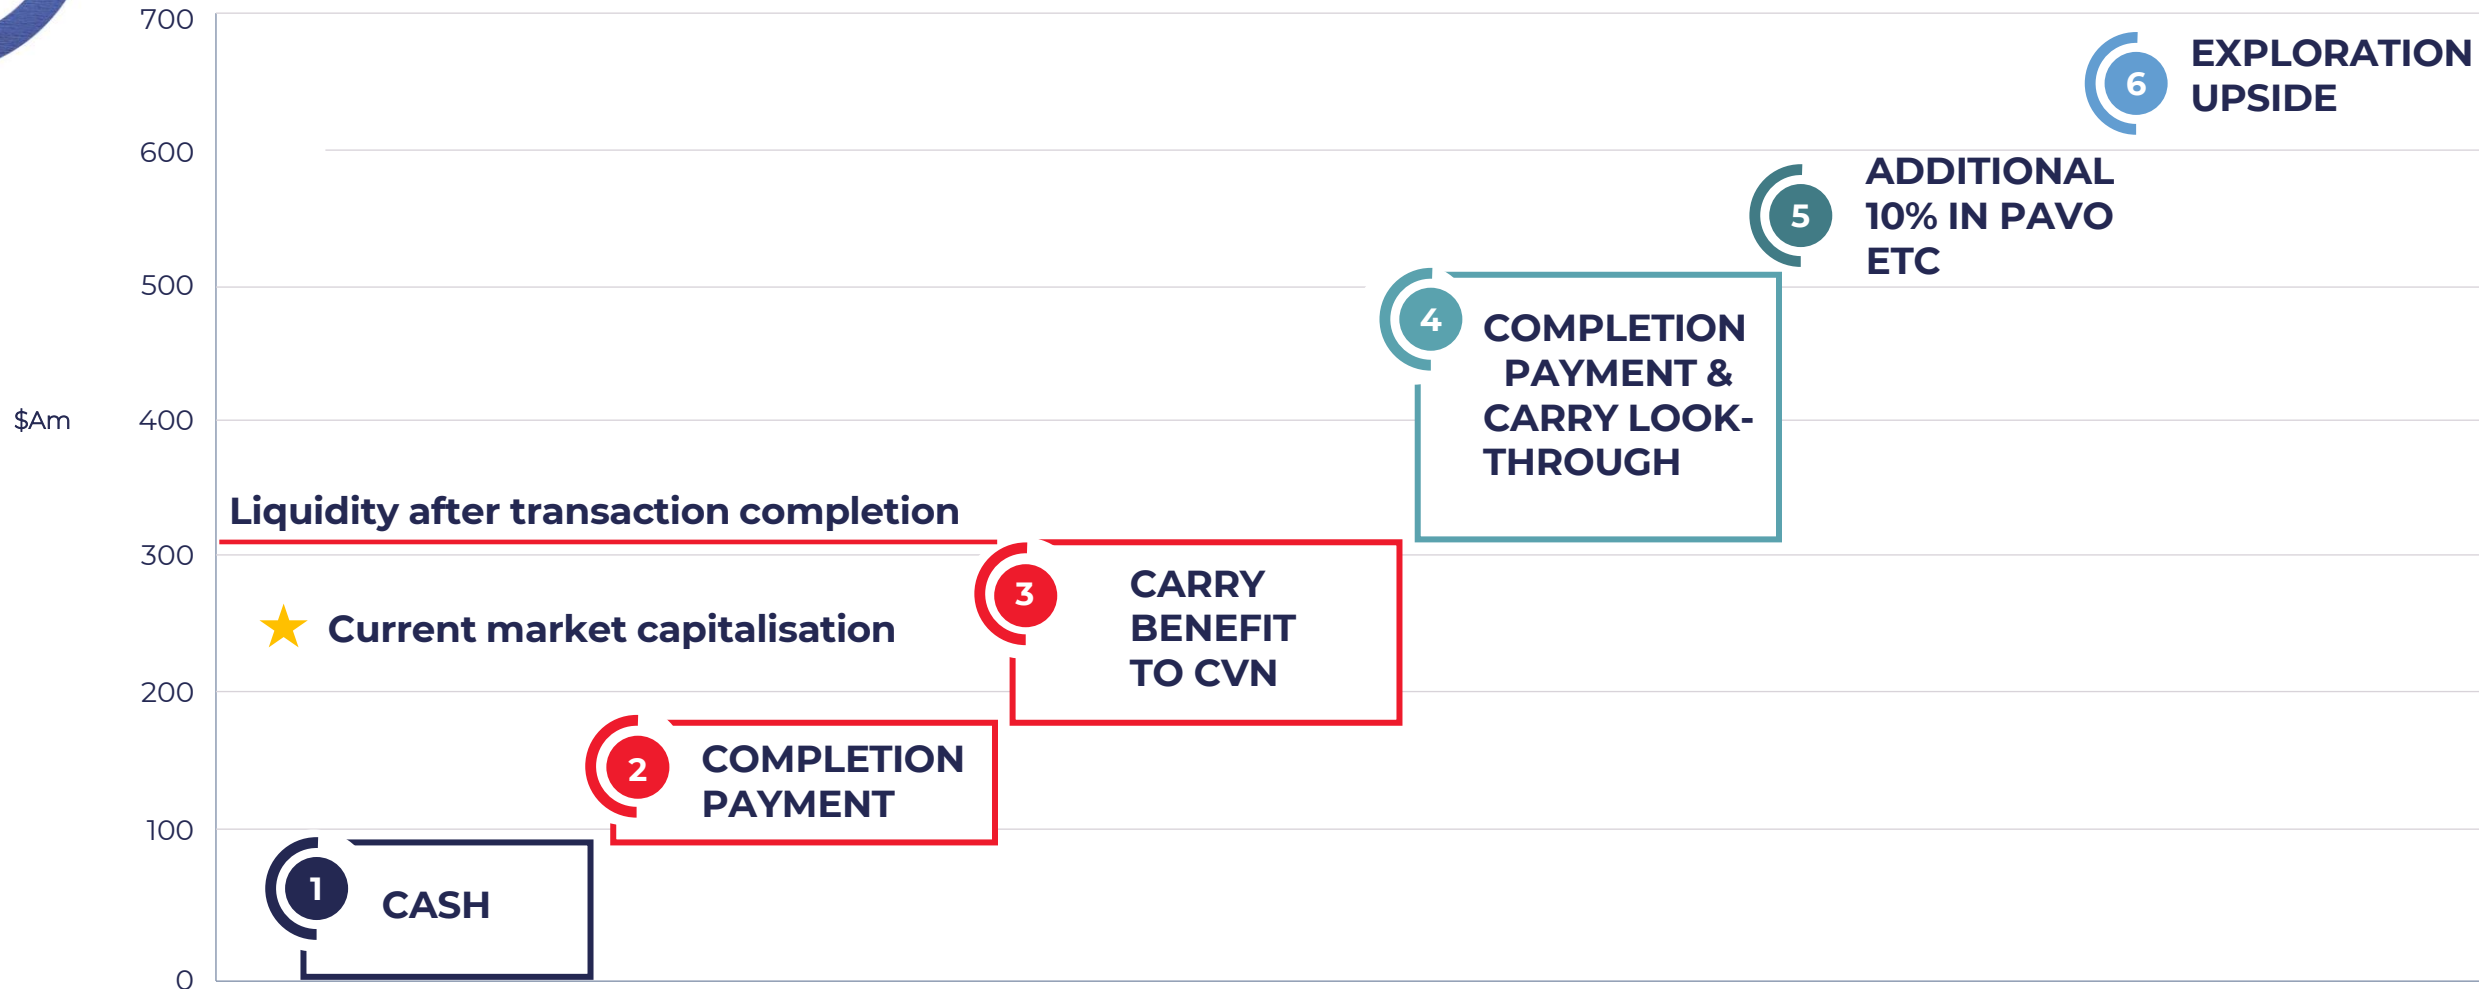 700
6
EXPLORATION
UPSIDE
600
5
ADDITIONAL
10% IN PAVO
ETC
500
4
COMPLETION
PAYMENT &
CARRY LOOK-
THROUGH
$Am
400
Liquidity after transaction completion
300
3
CARRY
BENEFIT
TO CVN
Current market capitalisation
200
2
COMPLETION
PAYMENT
100
1
CASH
0